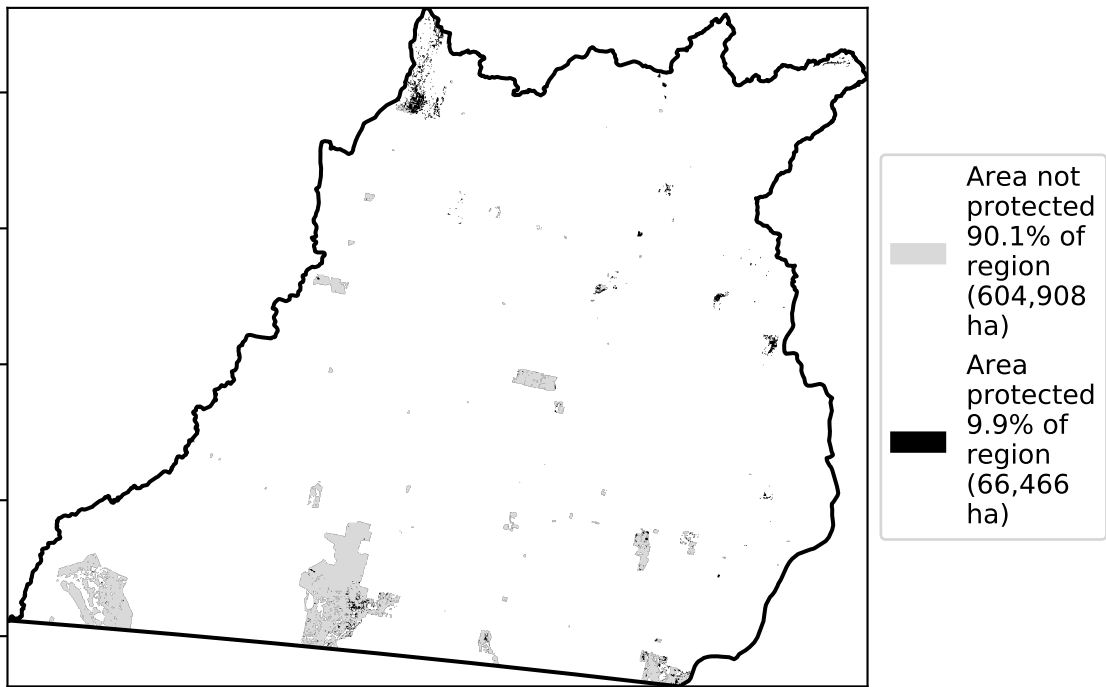 Area not
protected
90.1% of
region
(604,908
ha)
Area
protected
9.9% of
region
(66,466
ha)